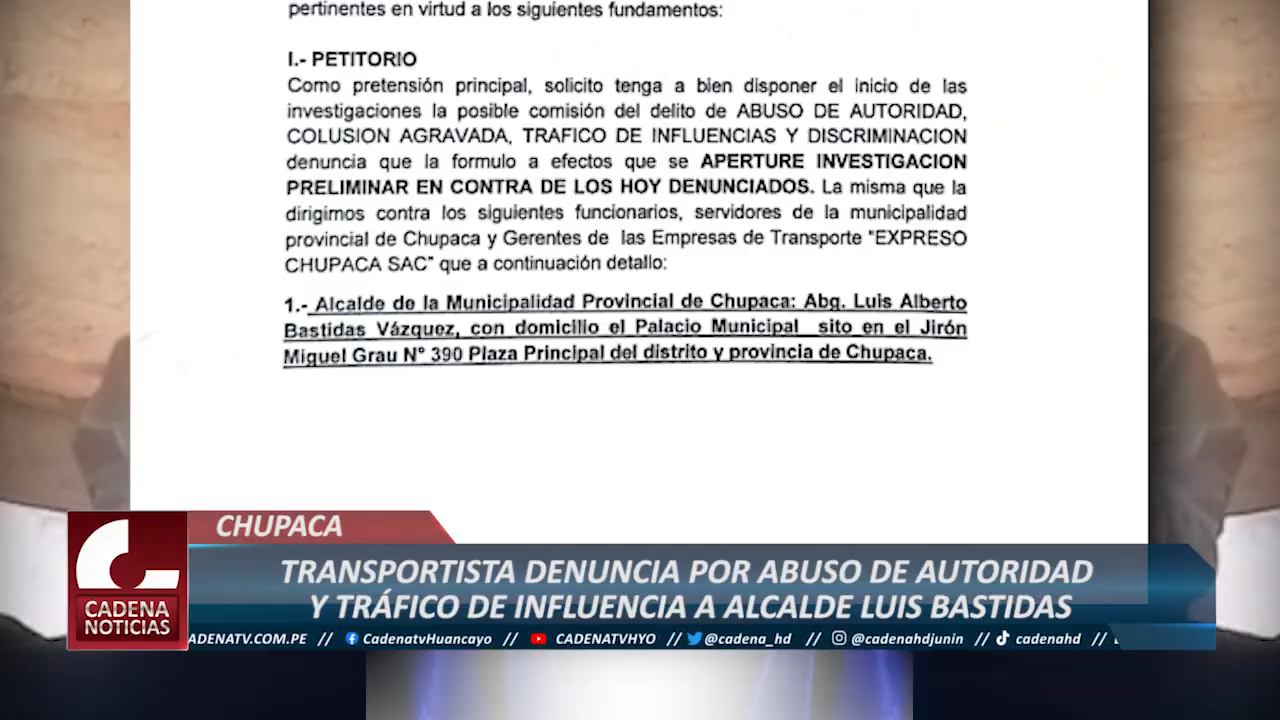 pertinentes en virtud a los siguientes fundamentos:
I.- PETITORIO
Como pretensión principal, solicito tenga a bien disponer el inicio de las
investigaciones la posible comisión del delito de ABUSO DE AUTORIDAD,
COLUSION AGRAVADA, TRAFICO DE INFLUENCIAS Y DISCRIMINACION
denuncia que la formulo a efectos que se APERTURE INVESTIGACION
PRELIMINAR EN CONTRA DE LOS HOY DENUNCIADOS. La misma que la
dirigimos contra los siguientes funcionarios, servidores de la municipalidad
provincial de Chupaca y Gerentes de las Empresas de Transporte "EXPRESO
CHUPACA SAC" que a continuación detallo:
1.- Alcalde de la Municipalidad Provincial de Chupaca: Abg. Luis Alberto
Bastidas Vázquez, con domicilio el Palacio Municipal sito en el Jirón
Miguel Grau N° 390 Plaza Principal del distrito y provincia de Chupaca.
CHUPACA
TRANSPORTISTA DENUNCIA POR ABUSO DE AUTORIDAD
Y TRÁFICO DE INFLUENCIA A ALCALDE LUIS BASTIDAS
CADENA
NOTICIAS
ADENATV.COM.PE // CadenatvHuancayo // CADENATVHYO // @cadena_hd // @cadenahdjunin // cadenahd //